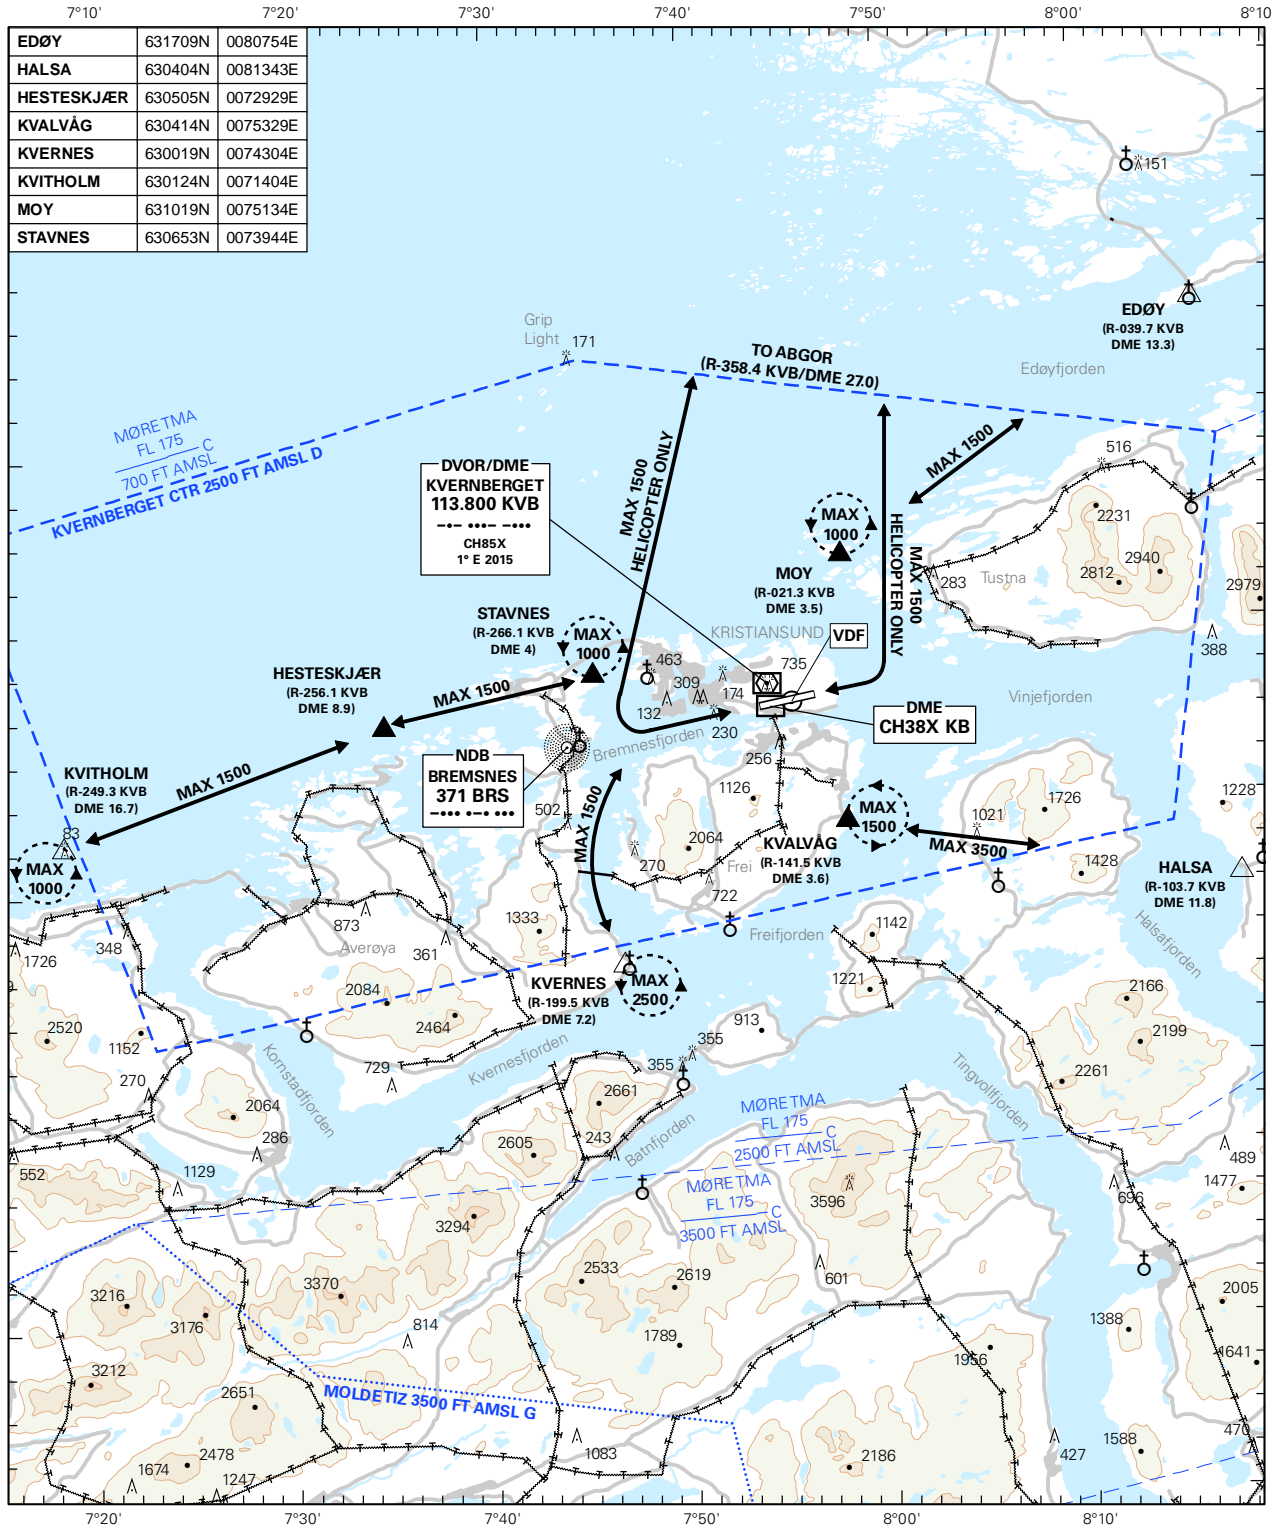 7°10' 7°20' 7°30' 7°40' 7°50' 8°00' 8°10
EDØY 631709N 0080754E
HALSA 630404N 0081343E
HESTESKJÆR 630505N 0072929E
KVALVÅG 630414N 0075329E
KVERNES 630019N 0074304E
KVITHOLM 630124N 0071404E
MOY 631019N 0075134E
STAVNES 630653N 0073944E
151
EDØY
(R-039.7 KVB
DME 13.3)
Grip
Light
171
TO ABGOR
(R-358.4 KVB/DME 27.0)
Edøyfjorden
MØRE TMA
FL 175
C
700 FT AMSL
KVERNBERGET CTR 2500 FT AMSL D
MAX 1500
516
DVOR/DME
KVERNBERGET
113.800 KVB
CH85X
1° E 2015
MAX 1500
HELICOPTER ONLY
MAX
1000
MAX 1500
HELICOPTER ONLY
2231
2940
2812
2979
283
Tustna
388
MOY
(R-021.3 KVB
DME 3.5)
STAVNES
(R-266.1 KVB
DME 4)
MAX
1000
KRISTIANSUND
VDF
463
735
309
174
132
230
HESTESKJÆR
(R-256.1 KVB
DME 8.9)
MAX 1500
Vinjefjorden
DME
CH38X KB
Bremnesfjorden
256
NDB
BREMSNES
371 BRS
KVITHOLM
(R-249.3 KVB
DME 16.7)
MAX 1500
83
MAX
1000
502
MAX 1500
1126
2064
270
Frei
722
KVALVÅG
(R-141.5 KVB
DME 3.6)
MAX
1500
MAX 3500
1021
1726
1428
1228
HALSA
(R-103.7 KVB
DME 11.8)
Halsafjorden
873
Averøya
361
348
1726
1333
Freifjorden
1142
1221
KVERNES
(R-199.5 KVB
DME 7.2)
MAX
2500
2084
2464
2520
1152
2166
2199
2261
913
355
355
729
Kornstadfjorden
Kvernesfjorden
Tingvollfjorden
270
2064
286
2661
2605
243
Batnfjorden
MØRE TMA
FL 175
C
2500 FT AMSL
MØRE TMA
FL 175
C
3500 FT AMSL
552
1129
3596
489
1477
696
3294
2533
2619
601
3370
3216
3176
814
1789
2005
1388
1641
1956
3212
2651
MOLDE TIZ 3500 FT AMSL G
1083
427
1588
470
2478
1674
1247
2186
7°20' 7°30' 7°40' 7°50' 8°00' 8°10'